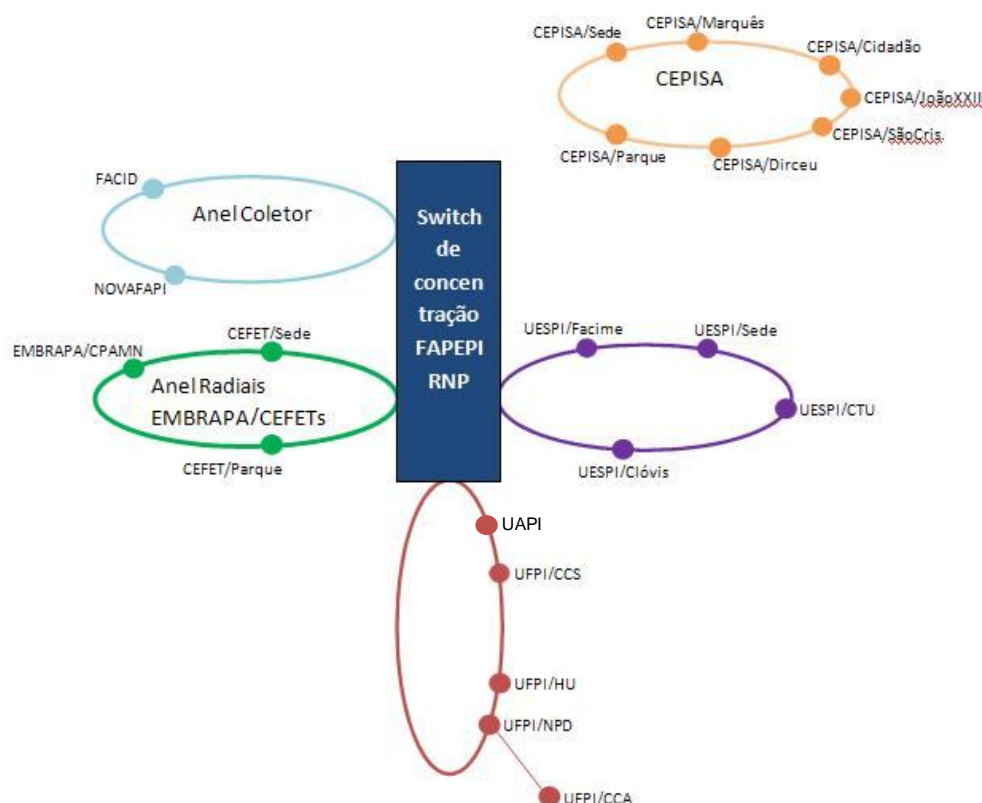 CEPISA/Marquês
CEPISA/Sede
CEPISA/Cidadão
CEPISA
CEPISA/JoãoXXII
CEPISA/SãoCris.
CEPISA/Parque
CEPISA/Dirceu
FACID
Anel Coletor
NOVAFAPI
Switch
de
concen
tração
FAPEPI
RNP
CEFET/Sede
EMBRAPA/CPAMN
Anel Radiais
EMBRAPA/CEFETs
CEFET/Parque
UESPI/Facime
UESPI/Sede
UESPI/CTU
UESPI/Clóvis
UAPI
UFPI/CCS
UFPI/HU
UFPI/NPD
UFPI/CCA